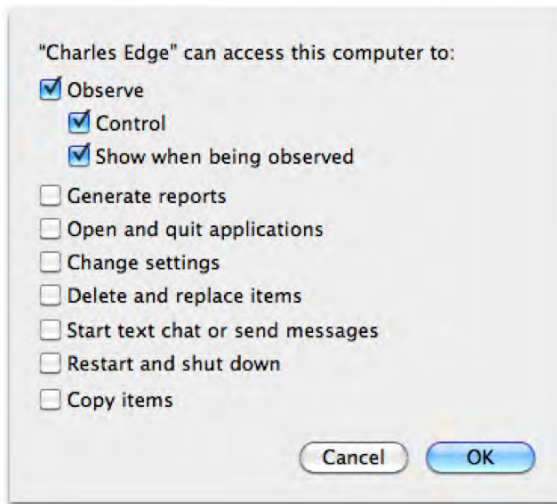 "Charles Edge" can access this computer to:
Observe
Control
Show when being observed
Generate reports
Open and quit applications
Change settings
Delete and replace items
Start text chat or send messages
Restart and shut down
Copy items
Cancel OK